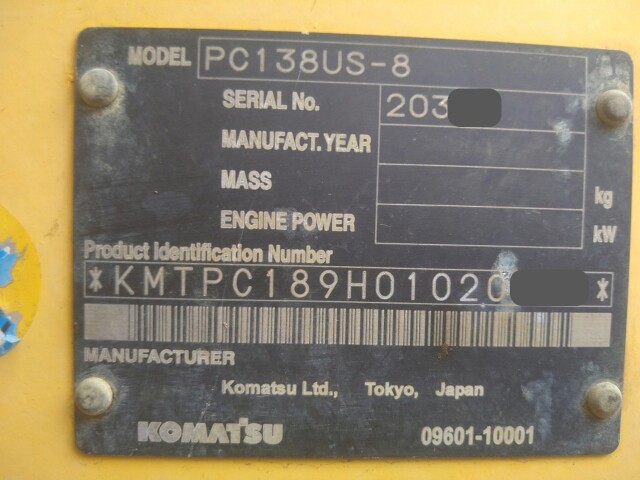 MODEL PC138US-8
SERIAL No. 203
MANUFACT. YEAR
MASS kg
ENGINE POWER kW
Product Identification Number
*KMTPC189H01020 *
MANUFACTURER
Komatsu Ltd., Tokyo, Japan
KOMATSU 09601-10001